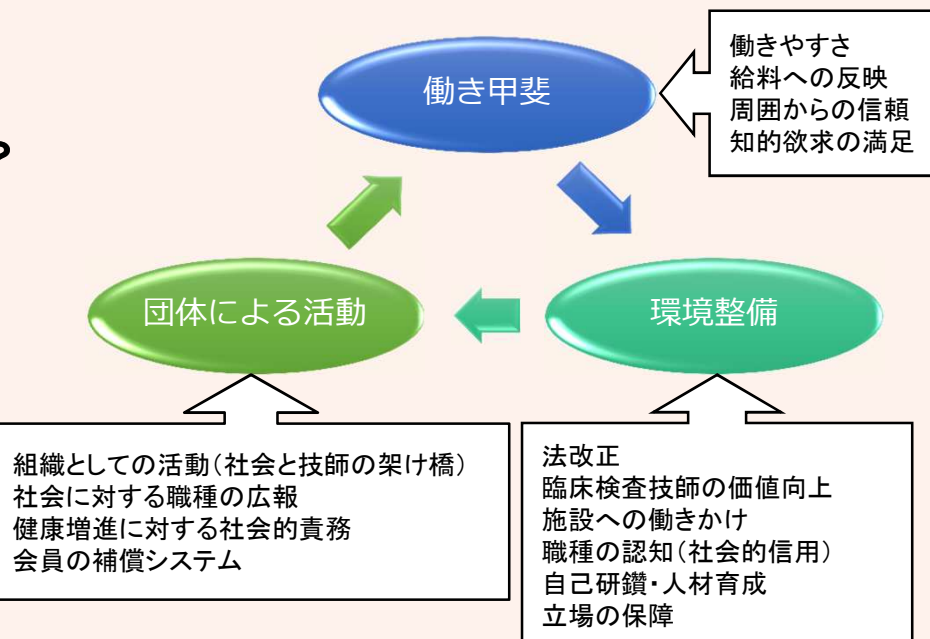 働き甲斐
働きやすさ
給料への反映
周囲からの信頼
知的欲求の満足
団体による活動
環境整備
組織としての活動（社会と技師の架け橋）
社会に対する職種の広報
健康増進に対する社会的責務
会員の補償システム
法改正
臨床検査技師の価値向上
施設への働きかけ
職種の認知（社会的信用）
自己研鑽・人材育成
立場の保障